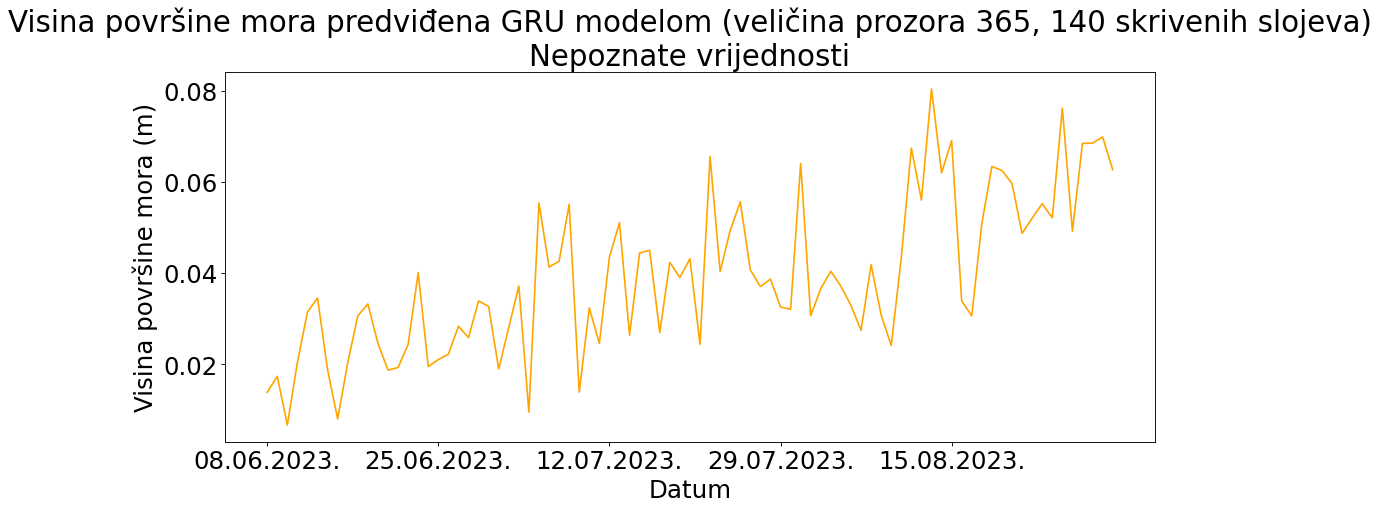 Visina površine mora predviđena GRU modelom (veličina prozora 365, 140 skrivenih slojeva)
Nepoznate vrijednosti
Visina površine mora (m)
0.08
0.06
0.04
0.02
08.06.2023. 25.06.2023. 12.07.2023. 29.07.2023. 15.08.2023.
Datum